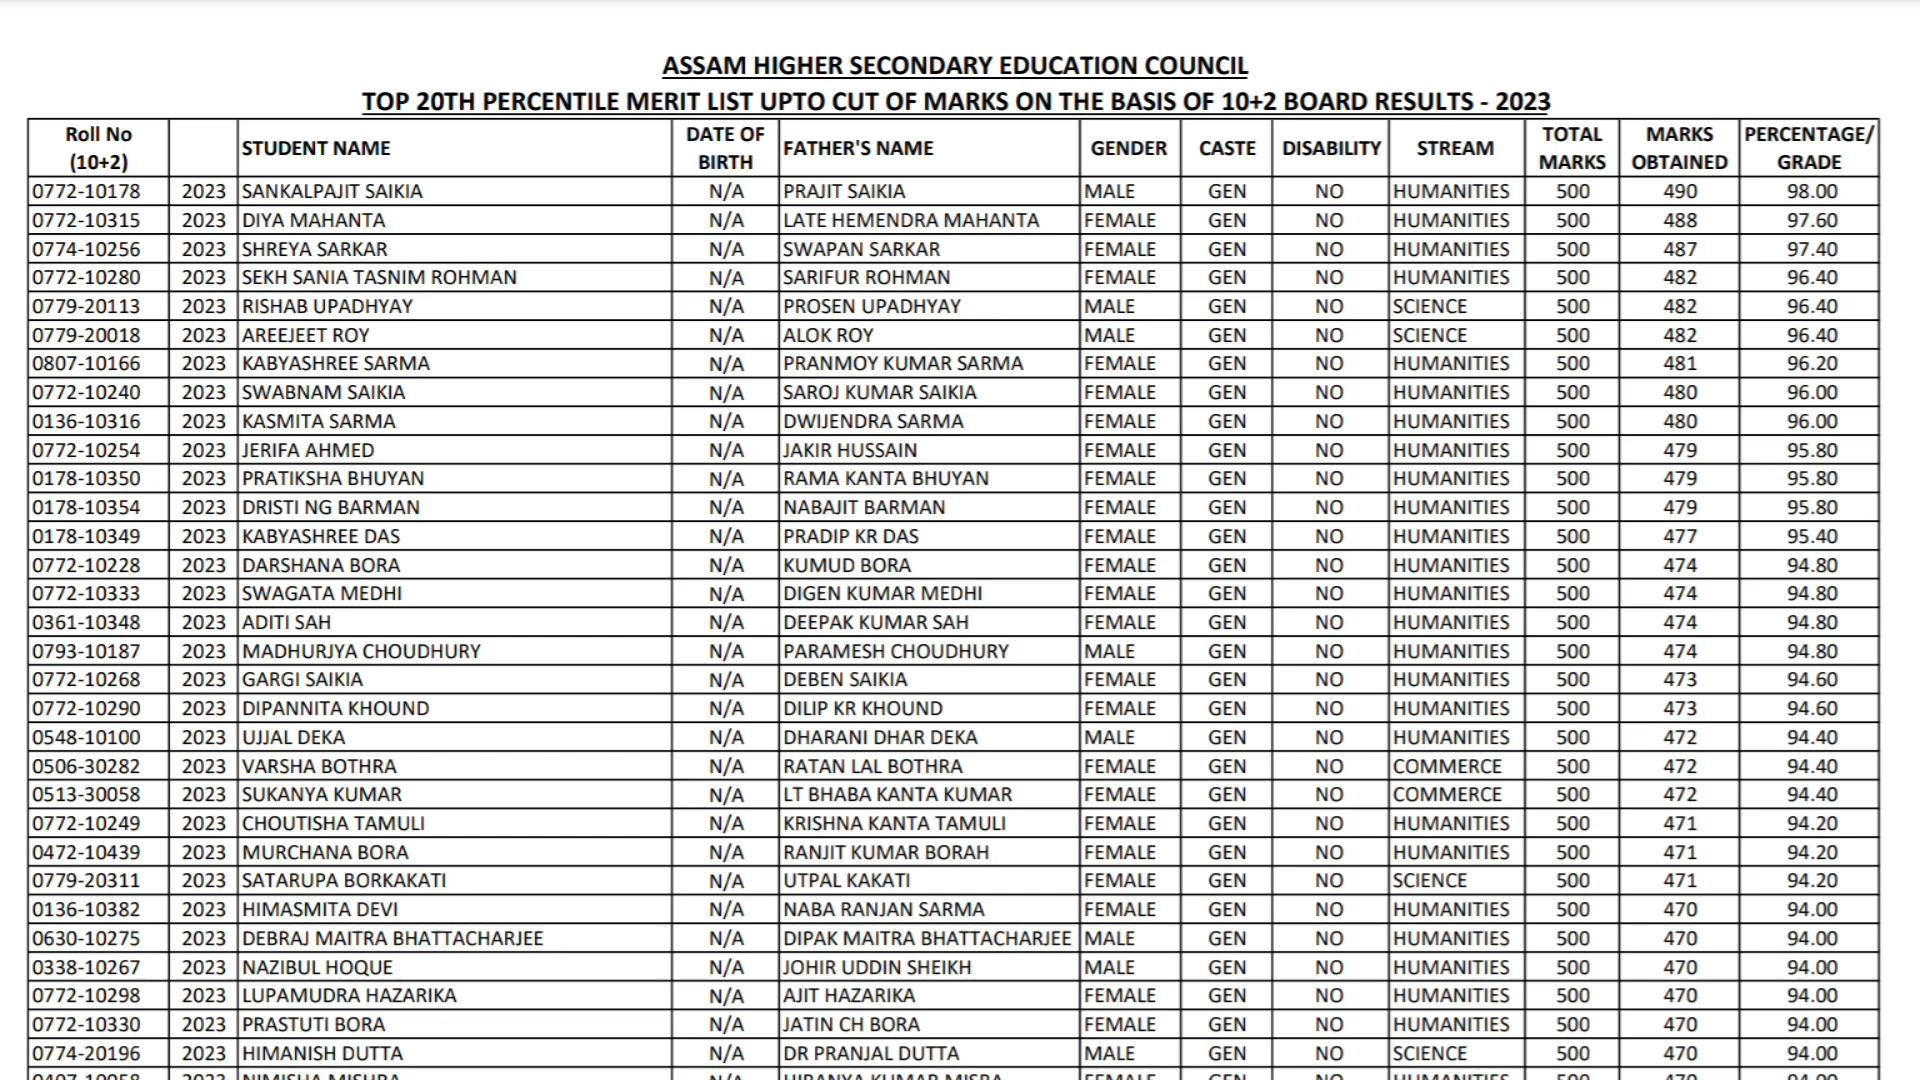 ASSAM HIGHER SECONDARY EDUCATION COUNCIL
TOP 20TH PERCENTILE MERIT LIST UPTO CUT OF MARKS ON THE BASIS OF 10+2 BOARD RESULTS - 2023
Roll No (10+2) STUDENT NAME DATE OF BIRTH FATHER'S NAME GENDER CASTE DISABILITY STREAM TOTAL MARKS MARKS OBTAINED PERCENTAGE/ GRADE
0772-10178 2023 SANKALPAJIT SAIKIA N/A PRAJIT SAIKIA MALE GEN NO HUMANITIES 500 490 98.00
0772-10315 2023 DIYA MAHANTA N/A LATE HEMENDRA MAHANTA FEMALE GEN NO HUMANITIES 500 488 97.60
0774-10256 2023 SHREYA SARKAR N/A SWAPAN SARKAR FEMALE GEN NO HUMANITIES 500 487 97.40
0772-10280 2023 SEKH SANIA TASNIM ROHMAN N/A SARIFUR ROHMAN FEMALE GEN NO HUMANITIES 500 482 96.40
0779-20113 2023 RISHAB UPADHYAY N/A PROSEN UPADHYAY MALE GEN NO SCIENCE 500 482 96.40
0779-20018 2023 AREEJEET ROY N/A ALOK ROY MALE GEN NO SCIENCE 500 482 96.40
0807-10166 2023 KABYASHREE SARMA N/A PRANMOY KUMAR SARMA FEMALE GEN NO HUMANITIES 500 481 96.20
0772-10240 2023 SWABNAM SAIKIA N/A SAROJ KUMAR SAIKIA FEMALE GEN NO HUMANITIES 500 480 96.00
0136-10316 2023 KASMITA SARMA N/A DWIJENDRA SARMA FEMALE GEN NO HUMANITIES 500 480 96.00
0772-10254 2023 JERIFA AHMED N/A JAKIR HUSSAIN FEMALE GEN NO HUMANITIES 500 479 95.80
0178-10350 2023 PRATIKSHA BHUYAN N/A RAMA KANTA BHUYAN FEMALE GEN NO HUMANITIES 500 479 95.80
0178-10354 2023 DRISTI NG BARMAN N/A NABAJIT BARMAN FEMALE GEN NO HUMANITIES 500 479 95.80
0178-10349 2023 KABYASHREE DAS N/A PRADIP KR DAS FEMALE GEN NO HUMANITIES 500 477 95.40
0772-10228 2023 DARSHANA BORA N/A KUMUD BORA FEMALE GEN NO HUMANITIES 500 474 94.80
0772-10333 2023 SWAGATA MEDHI N/A DIGEN KUMAR MEDHI FEMALE GEN NO HUMANITIES 500 474 94.80
0361-10348 2023 ADITI SAH N/A DEEPAK KUMAR SAH FEMALE GEN NO HUMANITIES 500 474 94.80
0793-10187 2023 MADHURJYA CHOUDHURY N/A PARAMESH CHOUDHURY MALE GEN NO HUMANITIES 500 474 94.80
0772-10268 2023 GARGI SAIKIA N/A DEBEN SAIKIA FEMALE GEN NO HUMANITIES 500 473 94.60
0772-10290 2023 DIPANNITA KHOUND N/A DILIP KR KHOUND FEMALE GEN NO HUMANITIES 500 473 94.60
0548-10100 2023 UJJAL DEKA N/A DHARANI DHAR DEKA MALE GEN NO HUMANITIES 500 472 94.40
0506-30282 2023 VARSHA BOTHRA N/A RATAN LAL BOTHRA FEMALE GEN NO COMMERCE 500 472 94.40
0513-30058 2023 SUKANYA KUMAR N/A LT BHABA KANTA KUMAR FEMALE GEN NO COMMERCE 500 472 94.40
0772-10249 2023 CHOUTISHA TAMULI N/A KRISHNA KANTA TAMULI FEMALE GEN NO HUMANITIES 500 471 94.20
0472-10439 2023 MURCHANA BORA N/A RANJIT KUMAR BORAH FEMALE GEN NO HUMANITIES 500 471 94.20
0779-20311 2023 SATARUPA BORKAKATI N/A UTPAL KAKATI FEMALE GEN NO SCIENCE 500 471 94.20
0136-10382 2023 HIMASMITA DEVI N/A NABA RANJAN SARMA FEMALE GEN NO HUMANITIES 500 470 94.00
0630-10275 2023 DEBRAJ MAITRA BHATTACHARJEE N/A DIPAK MAITRA BHATTACHARJEE MALE GEN NO HUMANITIES 500 470 94.00
0338-10267 2023 NAZIBUL HOQUE N/A JOHIR UDDIN SHEIKH MALE GEN NO HUMANITIES 500 470 94.00
0772-10298 2023 LUPAMUDRA HAZARIKA N/A AJIT HAZARIKA FEMALE GEN NO HUMANITIES 500 470 94.00
0772-10330 2023 PRASTUTI BORA N/A JATIN CH BORA FEMALE GEN NO HUMANITIES 500 470 94.00
0774-20196 2023 HIMANISH DUTTA N/A DR PRANJAL DUTTA MALE GEN NO SCIENCE 500 470 94.00